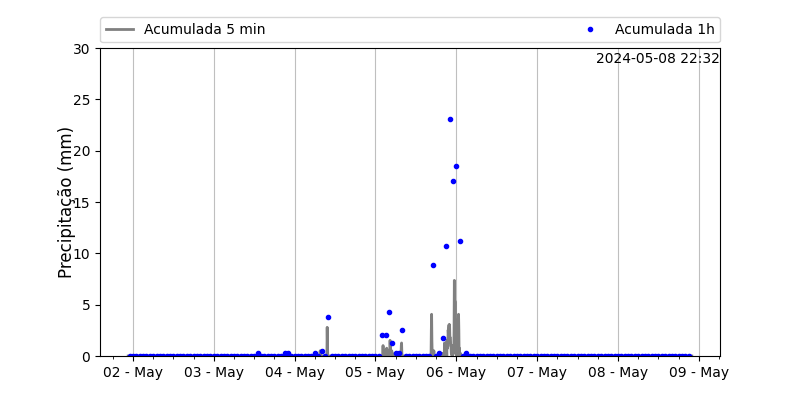 Acumulada 5 min
Acumulada 1h
2024-05-08 22:32
Precipitação (mm)
30
25
20
15
10
5
0
02 - May
03 - May
04 - May
05 - May
06 - May
07 - May
08 - May
09 - May